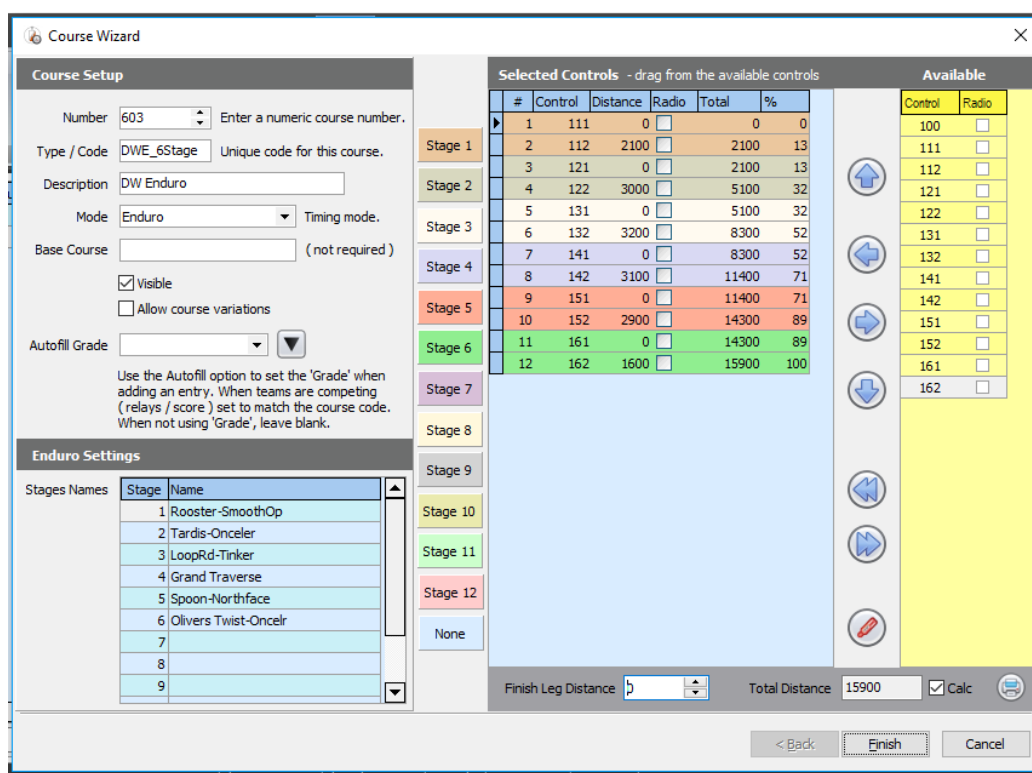 Course Wizard
Course Setup
Number 603 Enter a numeric course number.
Type / Code DWE_6Stage Unique code for this course.
Description DW Enduro
Mode Enduro Timing mode.
Base Course ( not required )
Visible
Allow course variations
Autofill Grade
Use the Autofill option to set the 'Grade' when
adding an entry. When teams are competing
( relays / score ) set to match the course code.
When not using 'Grade', leave blank.
Enduro Settings
Stages Names Stage Name
1 Rooster-SmoothOp
2 Tardis-Onceler
3 LoopRd-Tinker
4 Grand Traverse
5 Spoon-Northface
6 Olivers Twist-Oncelr
7
8
9
Stage 1
Stage 2
Stage 3
Stage 4
Stage 5
Stage 6
Stage 7
Stage 8
Stage 9
Stage 10
Stage 11
Stage 12
None
Selected Controls - drag from the available controls
# Control Distance Radio Total %
1 111 0 0 0
2 112 2100 2100 13
3 121 0 2100 13
4 122 3000 5100 32
5 131 0 5100 32
6 132 3200 8300 52
7 141 0 8300 52
8 142 3100 11400 71
9 151 0 11400 71
10 152 2900 14300 89
11 161 0 14300 89
12 162 1600 15900 100
Available
Control Radio
100
111
112
121
122
131
132
141
142
151
152
161
162
Finish Leg Distance 0 Total Distance 15900 Calc
< Back Finish Cancel